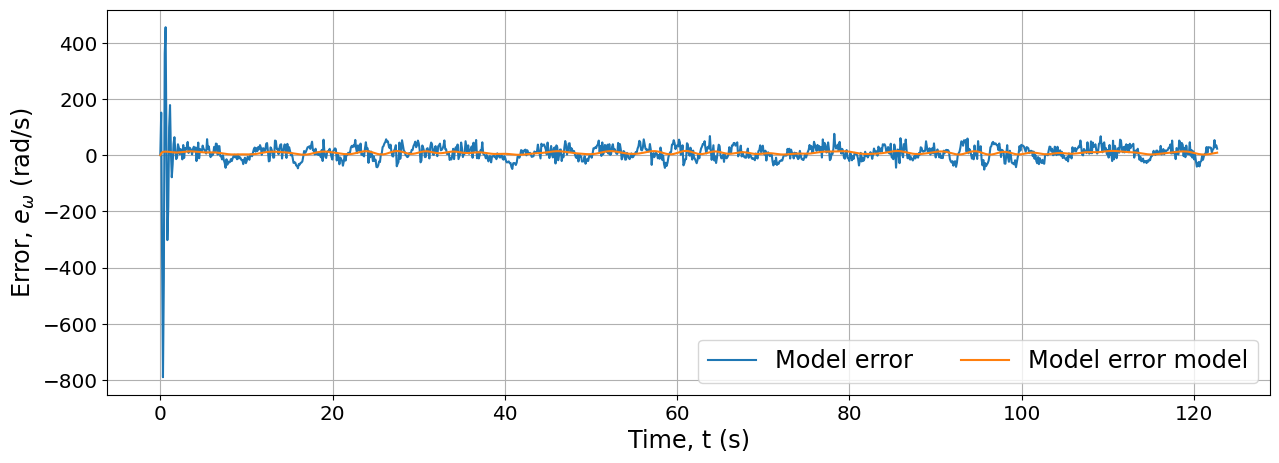 400
200
0
−200
−400
−600
−800
Error, eω (rad/s)
Model error
Model error model
0 20 40 60 80 100 120
Time, t (s)